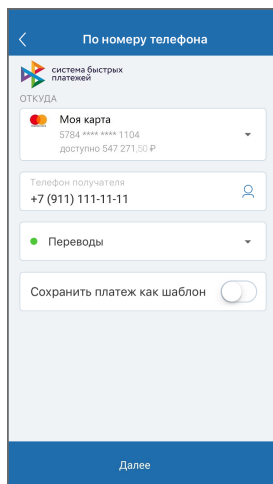 По номеру телефона
система быстрых
платежей
ОТКУДА
Моя карта
5784 **** **** 1104
доступно 547 271,50 ₽
Телефон получателя
+7 (911) 111-11-11
Переводы
Сохранить платеж как шаблон
Далее